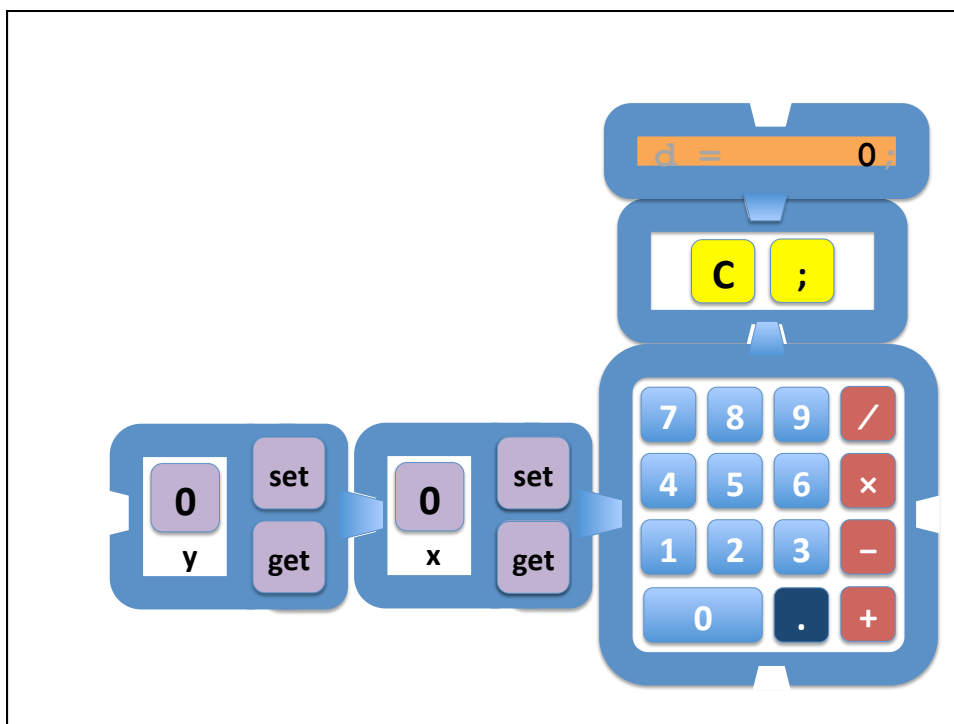 d = 0;
C ;
7 8 9 /
4 5 6 ×
1 2 3 −
0 . +
0 set
get
y
0 set
get
x